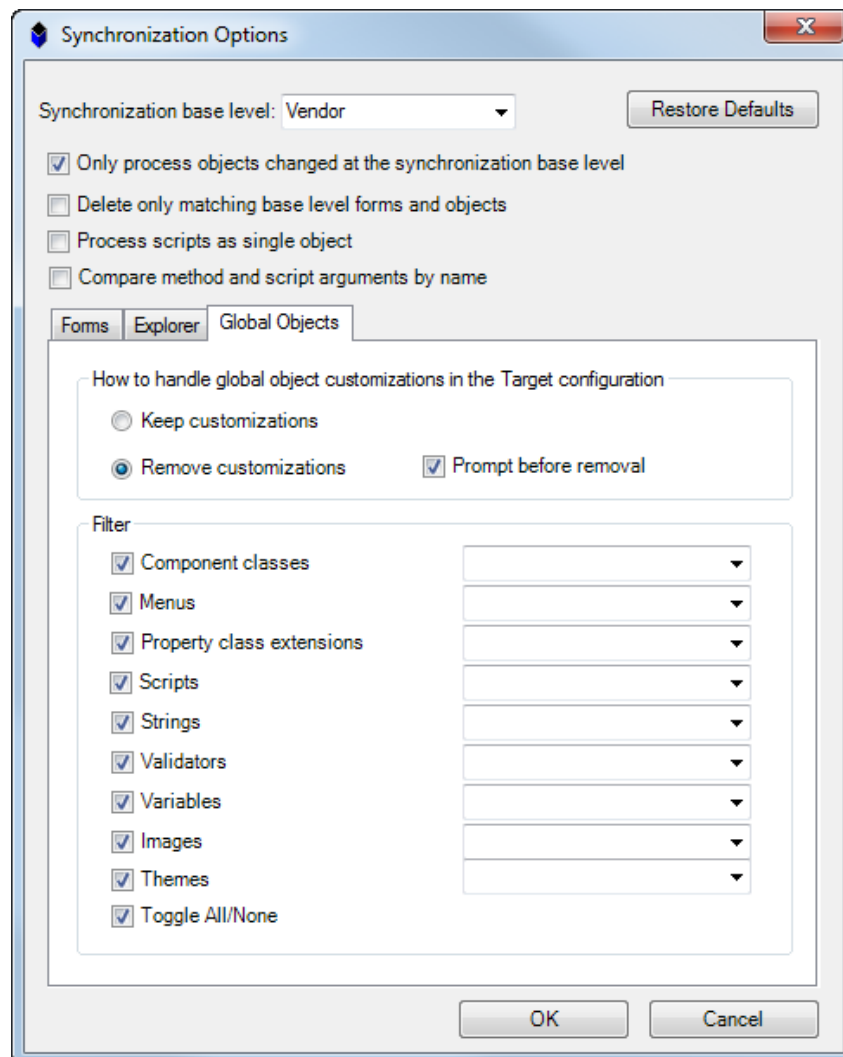 Synchronization Options
Synchronization base level: Vendor Restore Defaults
Only process objects changed at the synchronization base level
Delete only matching base level forms and objects
Process scripts as single object
Compare method and script arguments by name
Forms Explorer Global Objects
How to handle global object customizations in the Target configuration
Keep customizations
Remove customizations Prompt before removal
Filter
Component classes
Menus
Property class extensions
Scripts
Strings
Validators
Variables
Images
Themes
Toggle All/None
OK Cancel